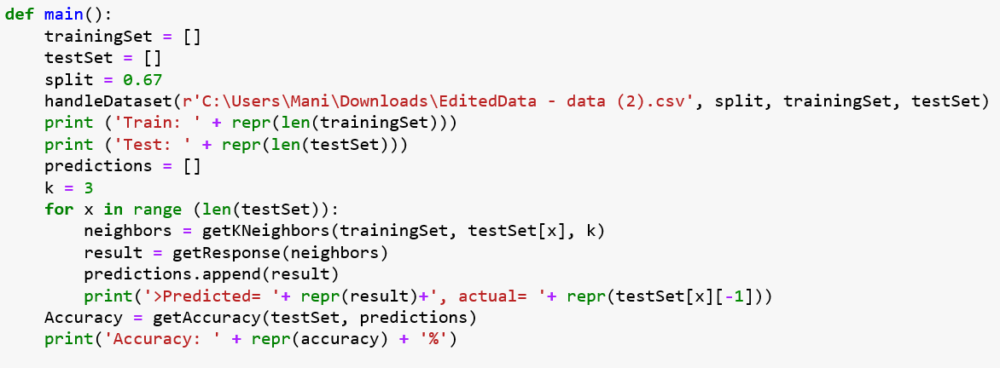 def main():
    trainingSet = []
    testSet = []
    split = 0.67
    handleDataset(r'C:\Users\Mani\Downloads\EditedData - data (2).csv', split, trainingSet, testSet)
    print ('Train: ' + repr(len(trainingSet)))
    print ('Test: ' + repr(len(testSet)))
    predictions = []
    k = 3
    for x in range (len(testSet)):
        neighbors = getKNeighbors(trainingSet, testSet[x], k)
        result = getResponse(neighbors)
        predictions.append(result)
        print('>Predicted= '+ repr(result)+', actual= '+ repr(testSet[x][-1]))
    Accuracy = getAccuracy(testSet, predictions)
    print('Accuracy: ' + repr(accuracy) + '%')